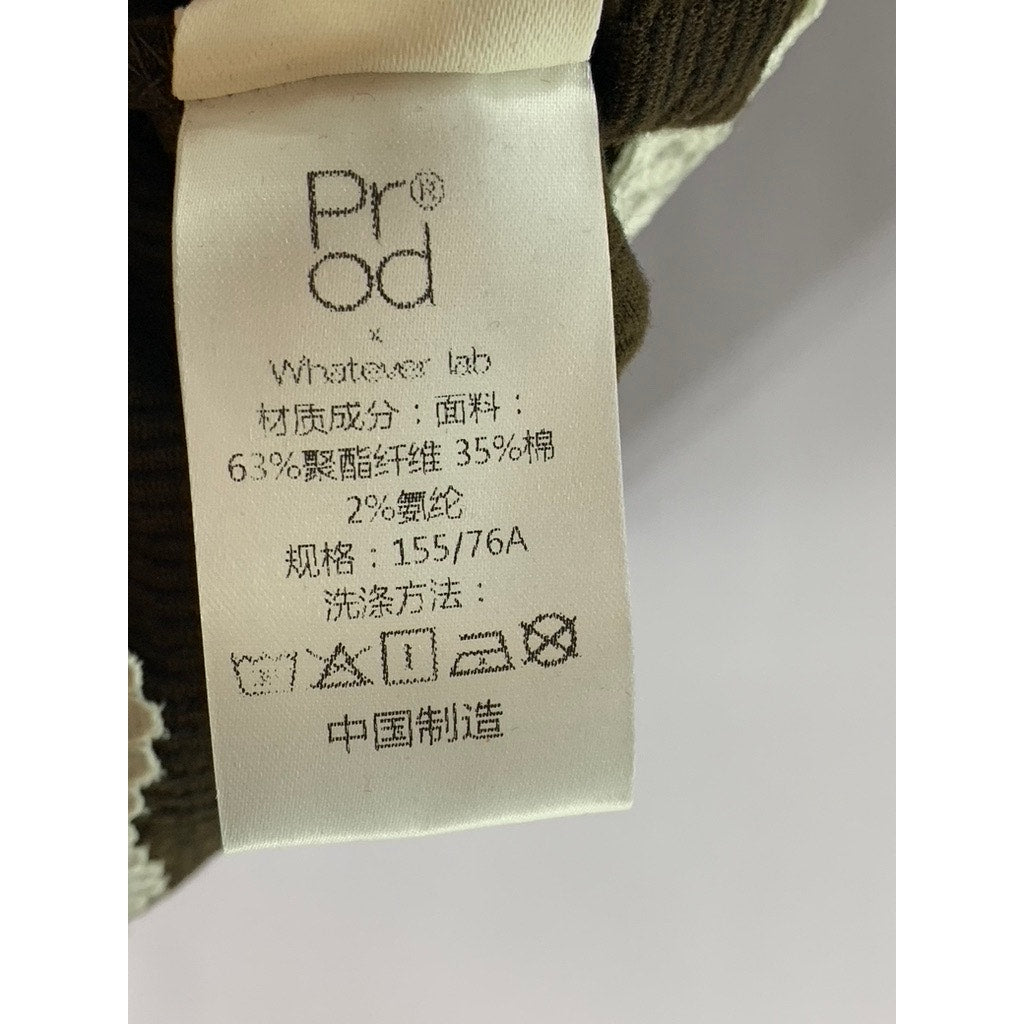 Pr®
od
x
Whatever lab
材质成分：面料：
63%聚酯纤维 35%棉
2%氨纶
规格：155/76A
洗涤方法：
中国制造